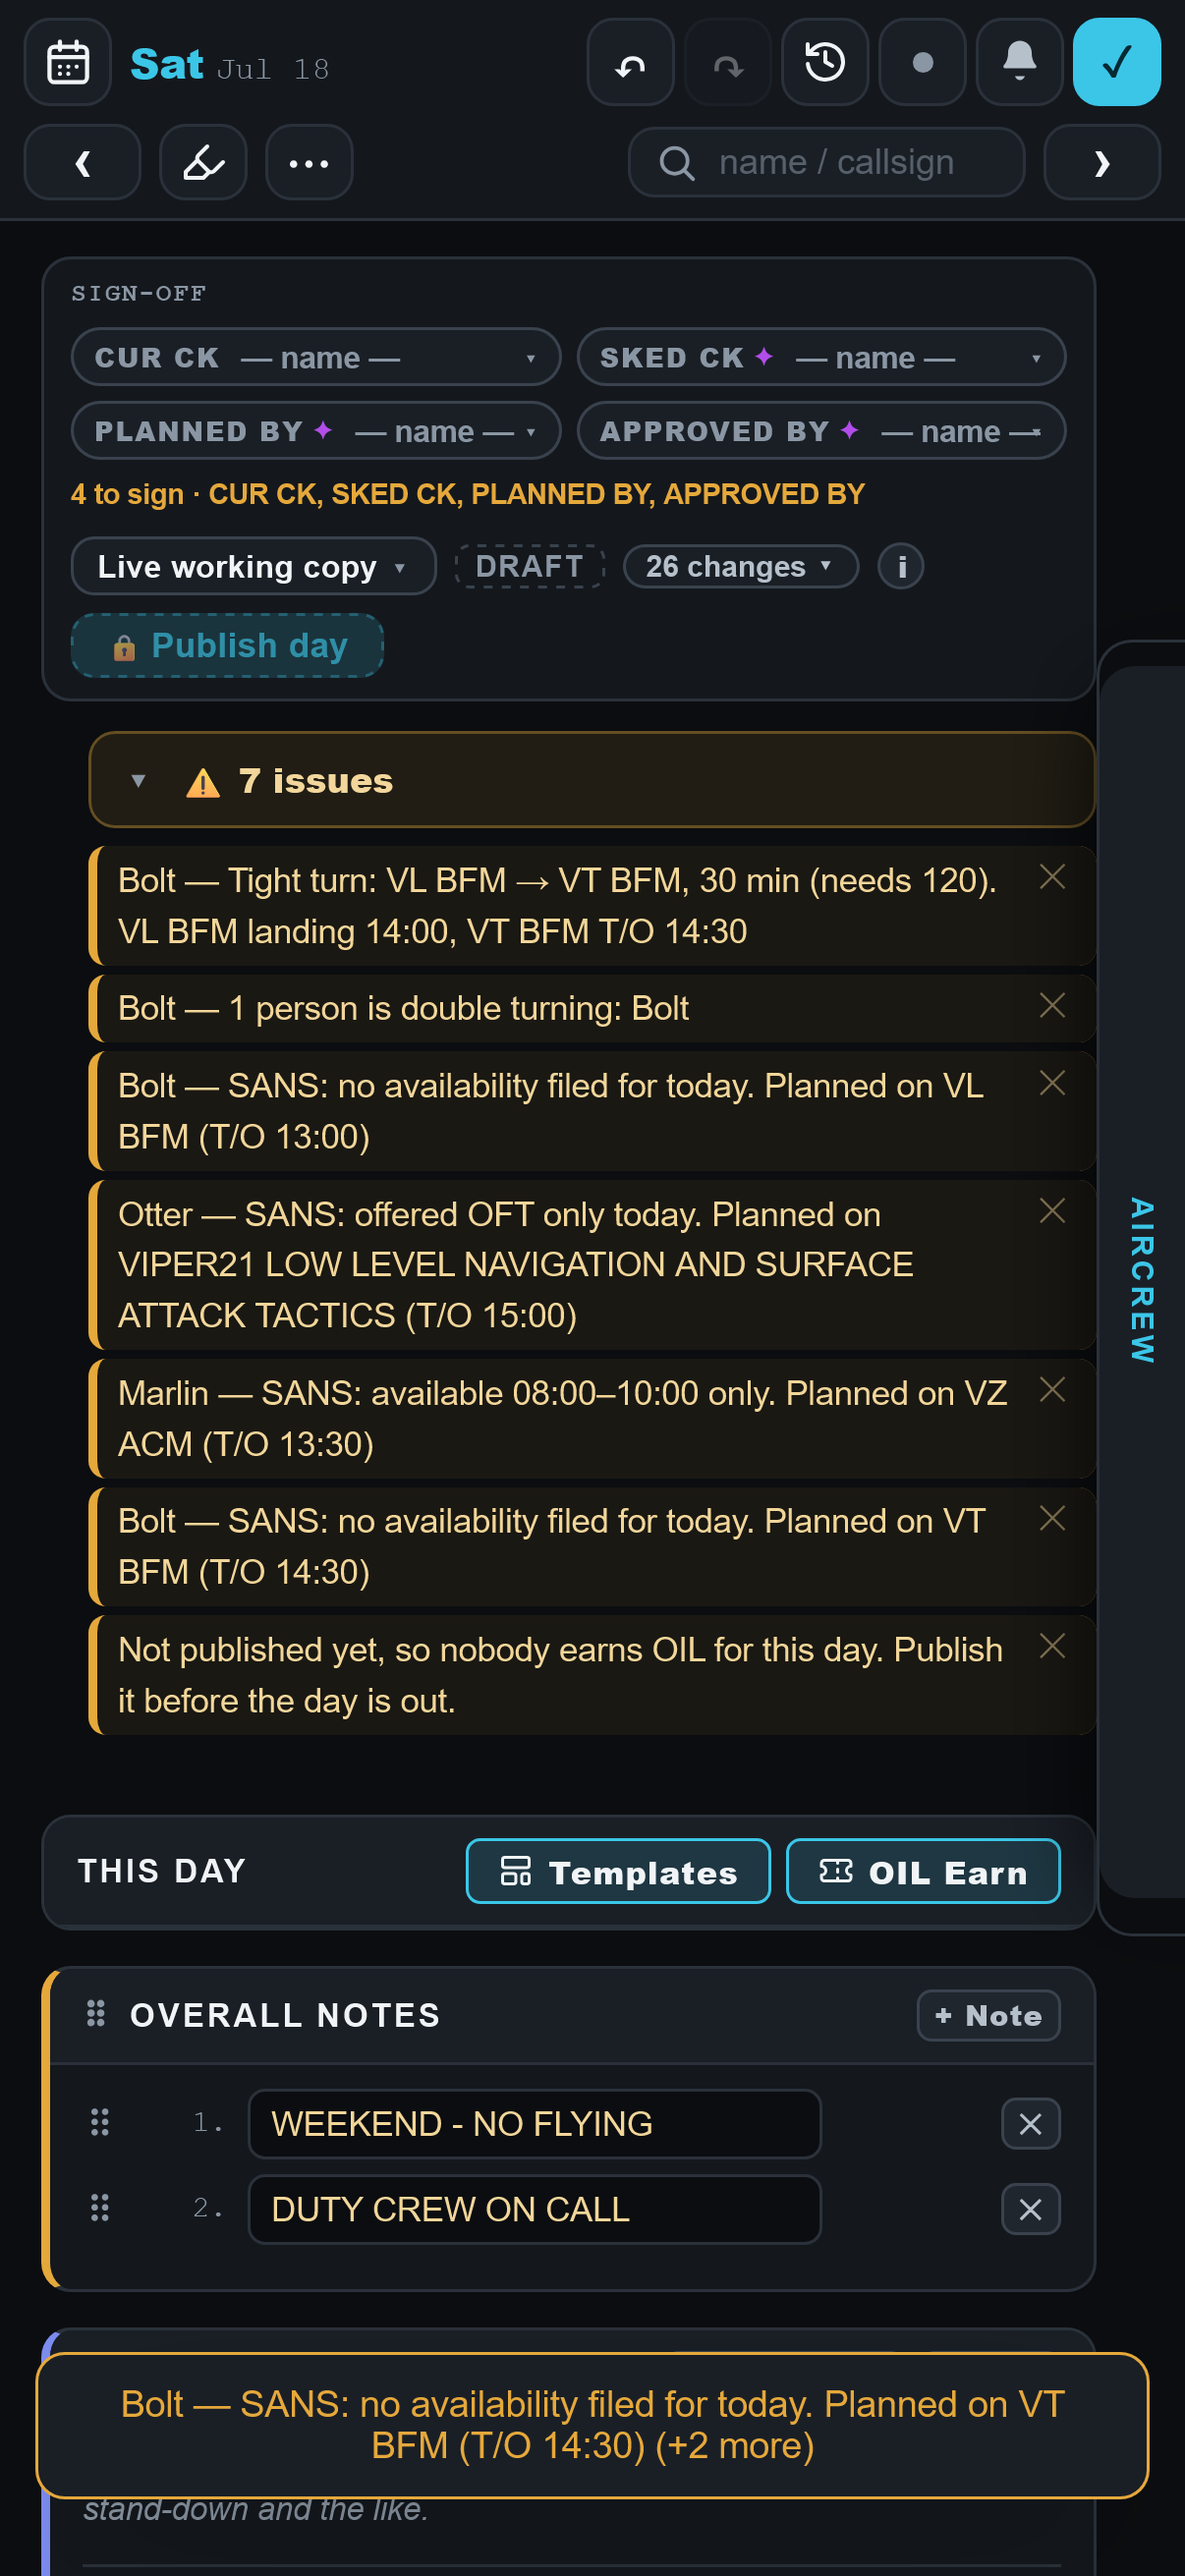 Sat Jul 18
name / callsign
SIGN-OFF
CUR CK — name —
SKED CK — name —
PLANNED BY — name —
APPROVED BY — name —
4 to sign · CUR CK, SKED CK, PLANNED BY, APPROVED BY
Live working copy DRAFT 26 changes i
Publish day
7 issues
Bolt — Tight turn: VL BFM → VT BFM, 30 min (needs 120).
VL BFM landing 14:00, VT BFM T/O 14:30
Bolt — 1 person is double turning: Bolt
Bolt — SANS: no availability filed for today. Planned on VL
BFM (T/O 13:00)
Otter — SANS: offered OFT only today. Planned on
VIPER21 LOW LEVEL NAVIGATION AND SURFACE
ATTACK TACTICS (T/O 15:00)
Marlin — SANS: available 08:00–10:00 only. Planned on VZ
ACM (T/O 13:30)
Bolt — SANS: no availability filed for today. Planned on VT
BFM (T/O 14:30)
Not published yet, so nobody earns OIL for this day. Publish
it before the day is out.
AIRCREW
THIS DAY Templates OIL Earn
OVERALL NOTES + Note
1. WEEKEND - NO FLYING
2. DUTY CREW ON CALL
Bolt — SANS: no availability filed for today. Planned on VT
BFM (T/O 14:30) (+2 more)
stand-down and the like.